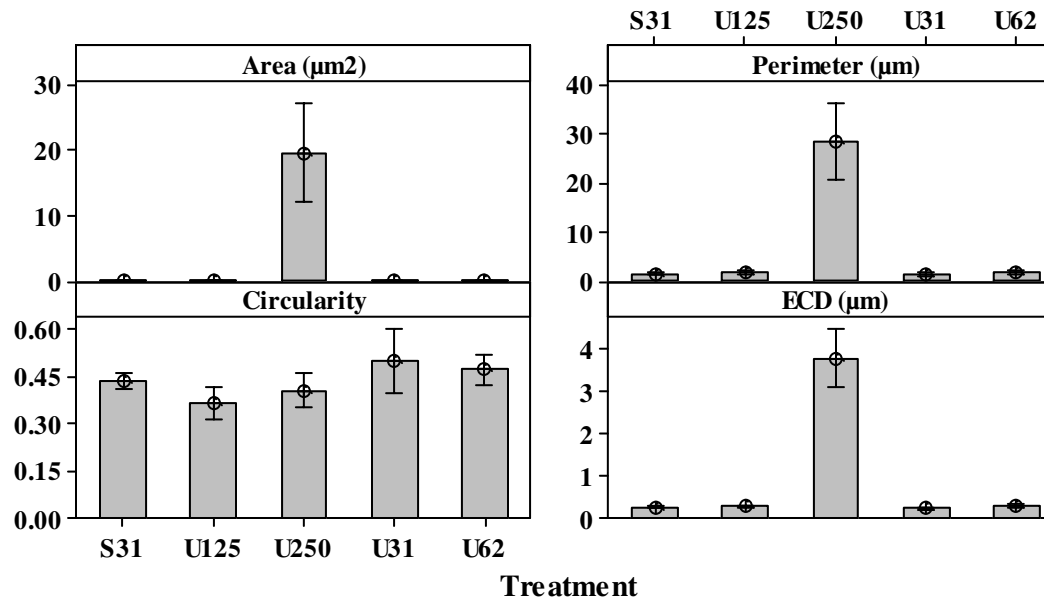 S31 U125 U250 U31 U62
Area (µm2) Perimeter (µm)
30 40
20 30
20
10 10
0 0
Circularity ECD (µm)
0.60 4
0.45 3
0.30 2
0.15 1
0.00 0
S31 U125 U250 U31 U62
Treatment